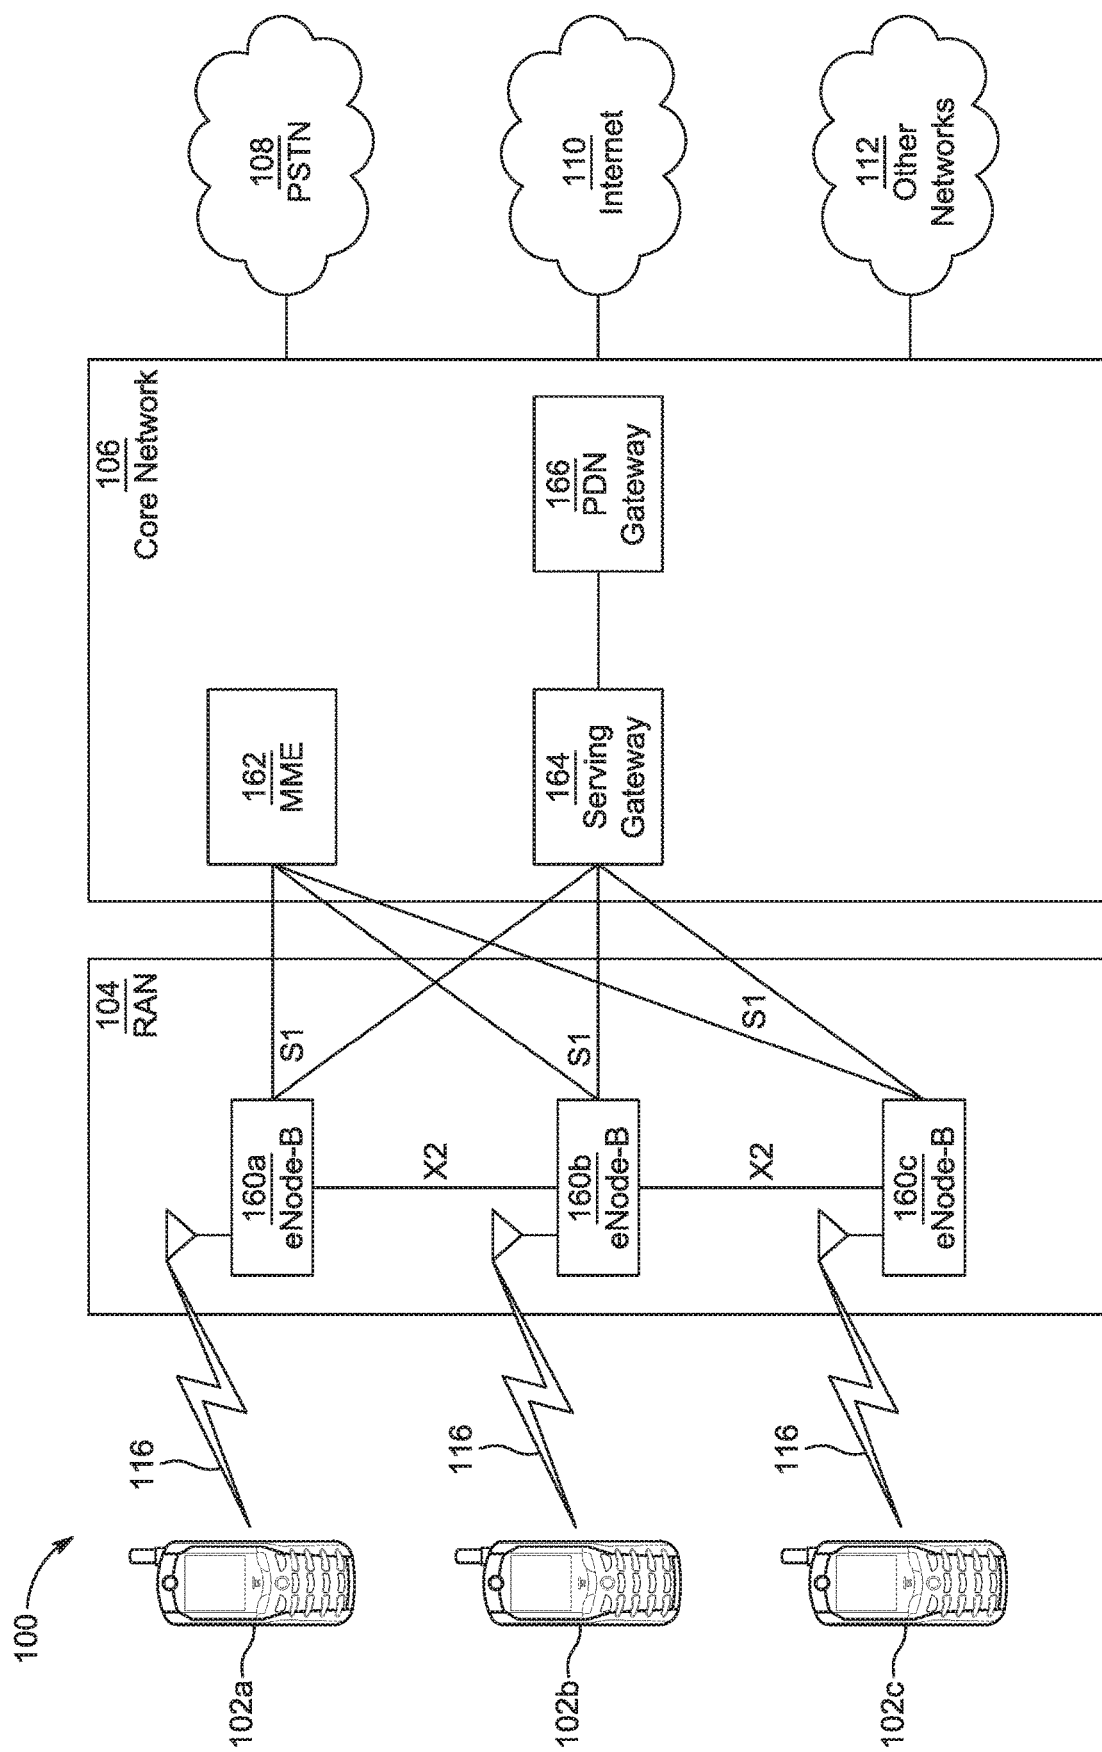 100
102a
102b
102c
116
116
116
104
RAN
160a
eNode-B
160b
eNode-B
160c
eNode-B
X2
X2
S1
S1
S1
106
Core Network
162
MME
164
Serving
Gateway
166
PDN
Gateway
108
PSTN
110
Internet
112
Other
Networks